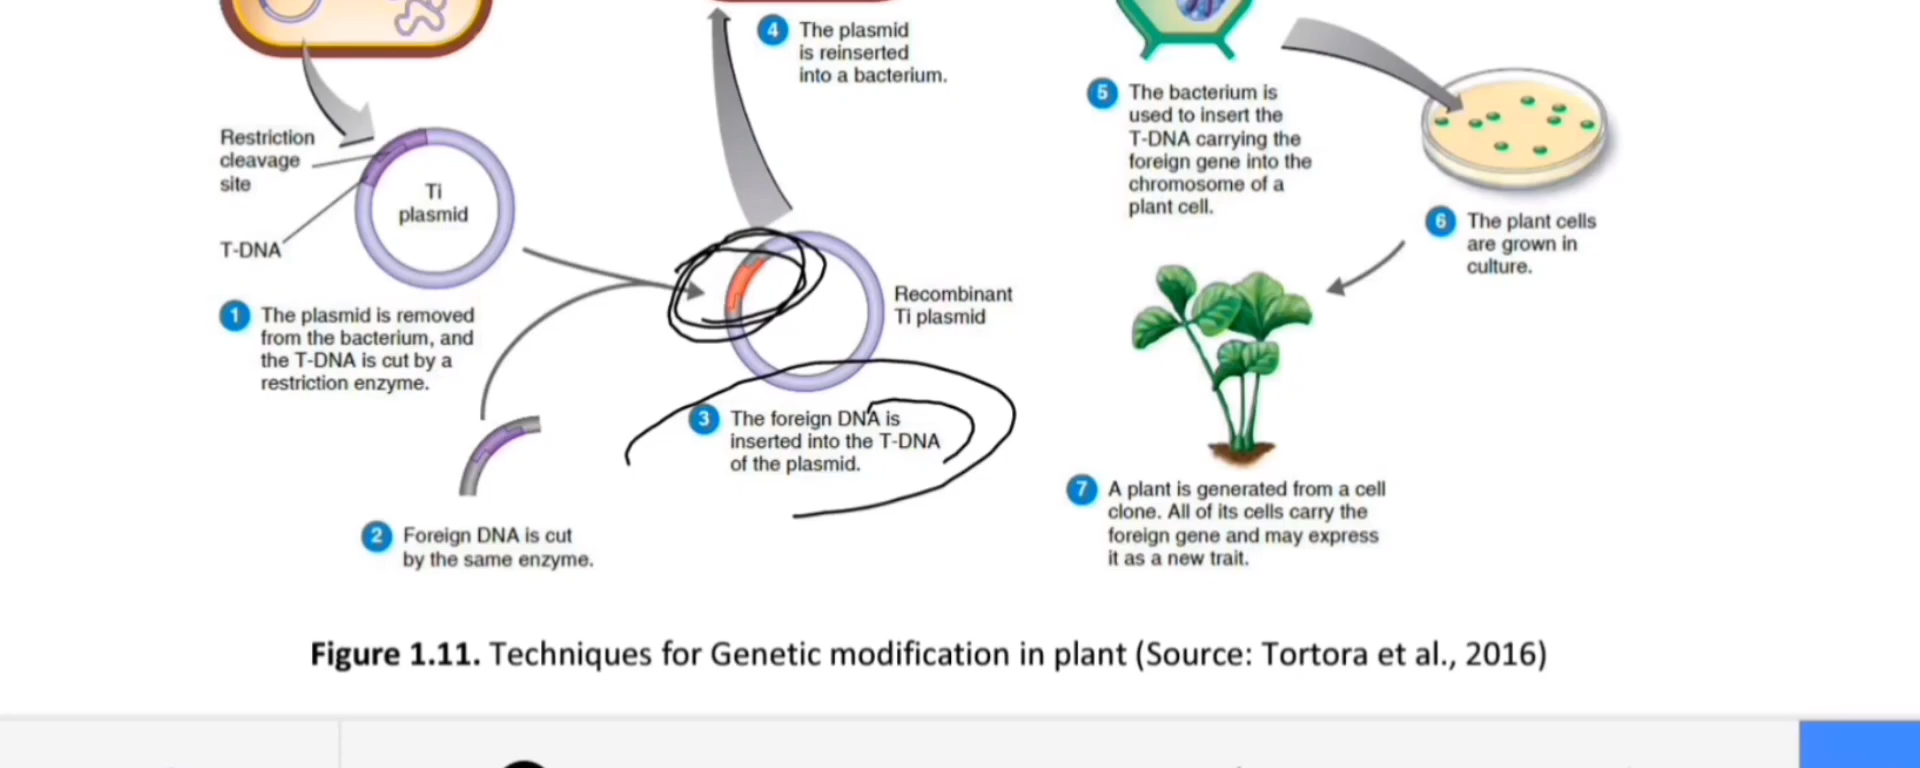 4 The plasmid
is reinserted
into a bacterium.
5 The bacterium is
used to insert the
T-DNA carrying the
foreign gene into the
chromosome of a
plant cell.
Restriction
cleavage
site
Ti
plasmid
T-DNA
6 The plant cells
are grown in
culture.
Recombinant
Ti plasmid
1 The plasmid is removed
from the bacterium, and
the T-DNA is cut by a
restriction enzyme.
3 The foreign DNA is
inserted into the T-DNA
of the plasmid.
7 A plant is generated from a cell
clone. All of its cells carry the
foreign gene and may express
it as a new trait.
2 Foreign DNA is cut
by the same enzyme.
Figure 1.11. Techniques for Genetic modification in plant (Source: Tortora et al., 2016)